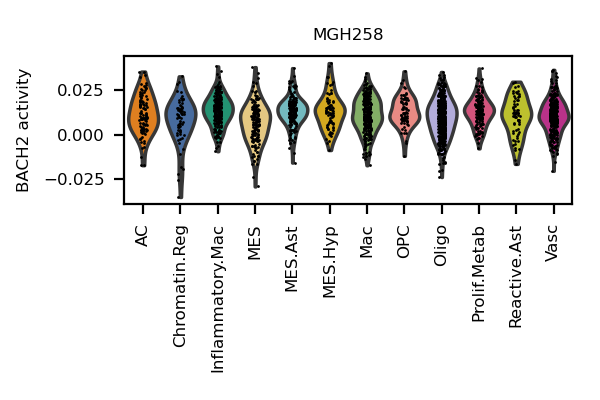 MGH258
BACH2 activity
0.025
0.000
−0.025
AC
Chromatin.Reg
Inflammatory.Mac
MES
MES.Ast
MES.Hyp
Mac
OPC
Oligo
Prolif.Metab
Reactive.Ast
Vasc